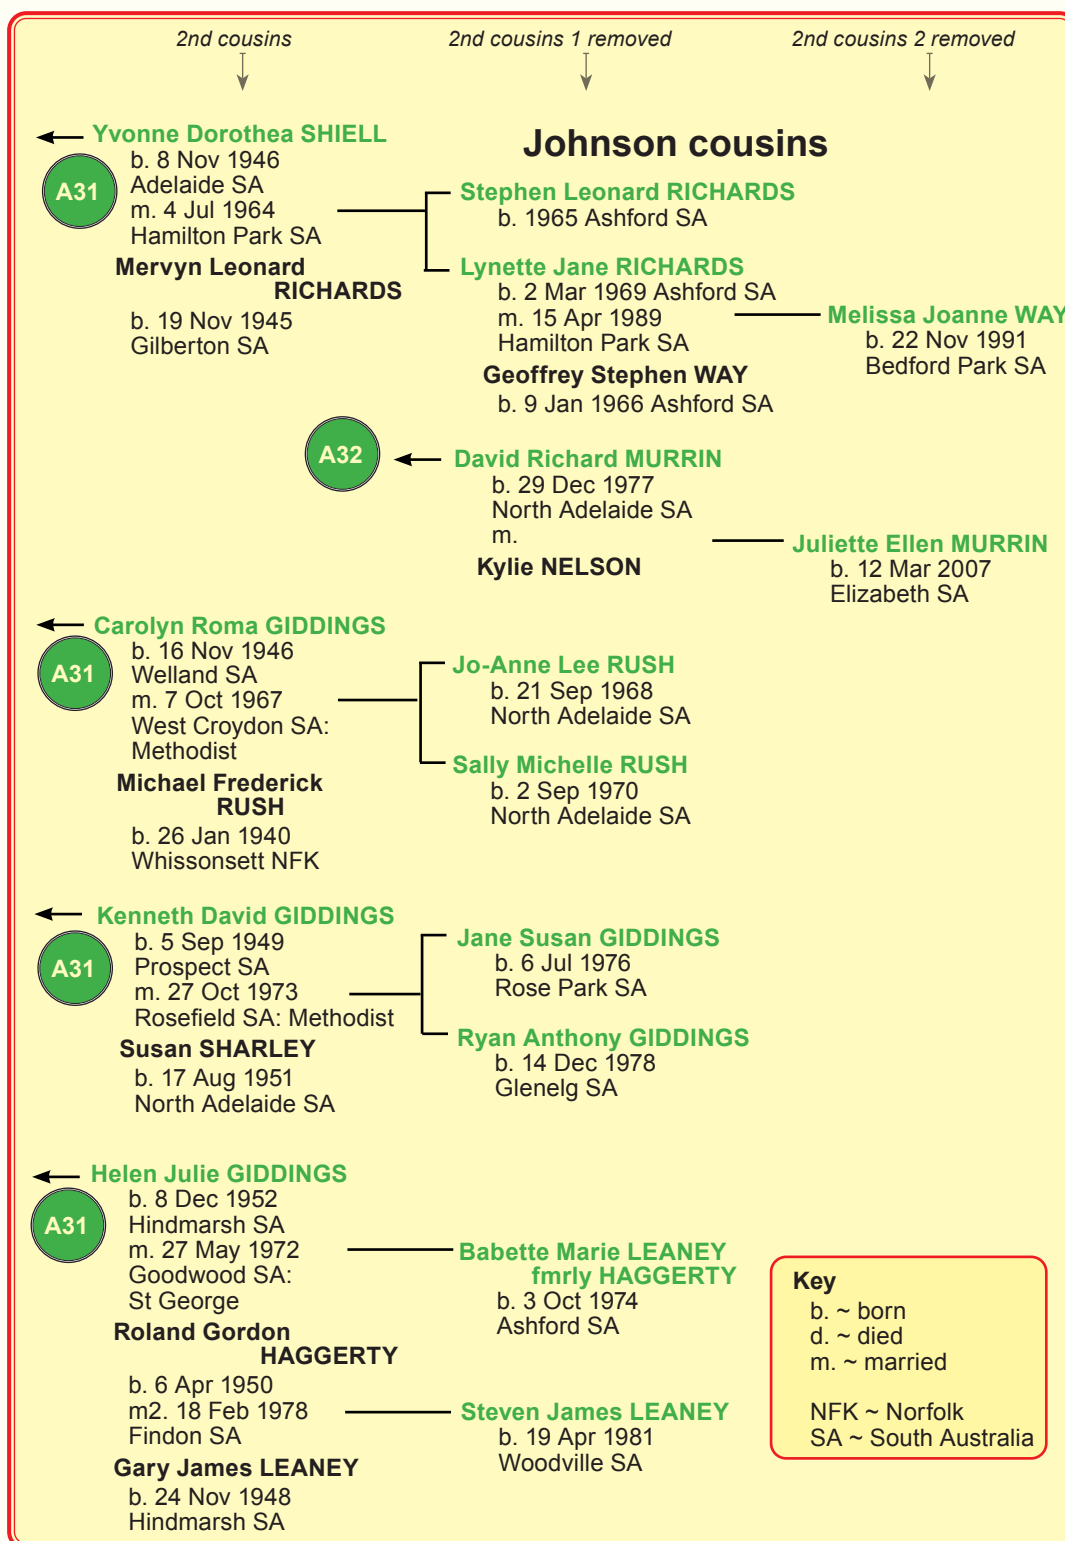 2nd cousins
2nd cousins 1 removed
2nd cousins 2 removed
Johnson cousins
Yvonne Dorothea SHIELL
A31
b. 8 Nov 1946
Adelaide SA
m. 4 Jul 1964
Hamilton Park SA
Mervyn Leonard
RICHARDS
b. 19 Nov 1945
Gilberton SA
Stephen Leonard RICHARDS
b. 1965 Ashford SA
Lynette Jane RICHARDS
b. 2 Mar 1969 Ashford SA
m. 15 Apr 1989
Hamilton Park SA
Geoffrey Stephen WAY
b. 9 Jan 1966 Ashford SA
Melissa Joanne WAY
b. 22 Nov 1991
Bedford Park SA
A32
David Richard MURRIN
b. 29 Dec 1977
North Adelaide SA
m.
Kylie NELSON
Juliette Ellen MURRIN
b. 12 Mar 2007
Elizabeth SA
Carolyn Roma GIDDINGS
A31
b. 16 Nov 1946
Welland SA
m. 7 Oct 1967
West Croydon SA:
Methodist
Michael Frederick
RUSH
b. 26 Jan 1940
Whissonsett NFK
Jo-Anne Lee RUSH
b. 21 Sep 1968
North Adelaide SA
Sally Michelle RUSH
b. 2 Sep 1970
North Adelaide SA
Kenneth David GIDDINGS
A31
b. 5 Sep 1949
Prospect SA
m. 27 Oct 1973
Rosefield SA: Methodist
Susan SHARLEY
b. 17 Aug 1951
North Adelaide SA
Jane Susan GIDDINGS
b. 6 Jul 1976
Rose Park SA
Ryan Anthony GIDDINGS
b. 14 Dec 1978
Glenelg SA
Helen Julie GIDDINGS
A31
b. 8 Dec 1952
Hindmarsh SA
m. 27 May 1972
Goodwood SA:
St George
Roland Gordon
HAGGERTY
b. 6 Apr 1950
m2. 18 Feb 1978
Findon SA
Gary James LEANEY
b. 24 Nov 1948
Hindmarsh SA
Babette Marie LEANEY
fmrly HAGGERTY
b. 3 Oct 1974
Ashford SA
Steven James LEANEY
b. 19 Apr 1981
Woodville SA
Key
b. ~ born
d. ~ died
m. ~ married
NFK ~ Norfolk
SA ~ South Australia